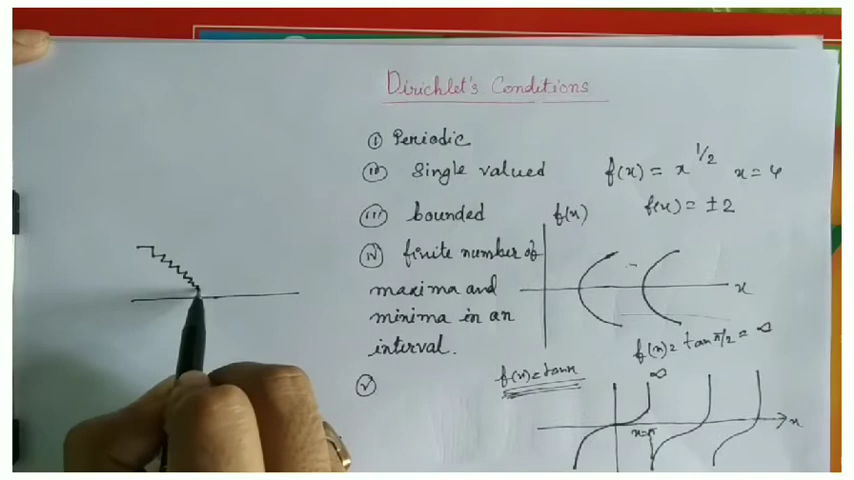 Dirichlet's Conditions
(i) Periodic
(ii) Single valued
(iii) bounded
(iv) finite number of
maxima and
minima in an
interval.
(v)
f(x) = x^1/2 x = 4
f(x) = ±2
f(x)
x
f(x) = tan π/2 = ∞
f(x) = tanx
∞
x